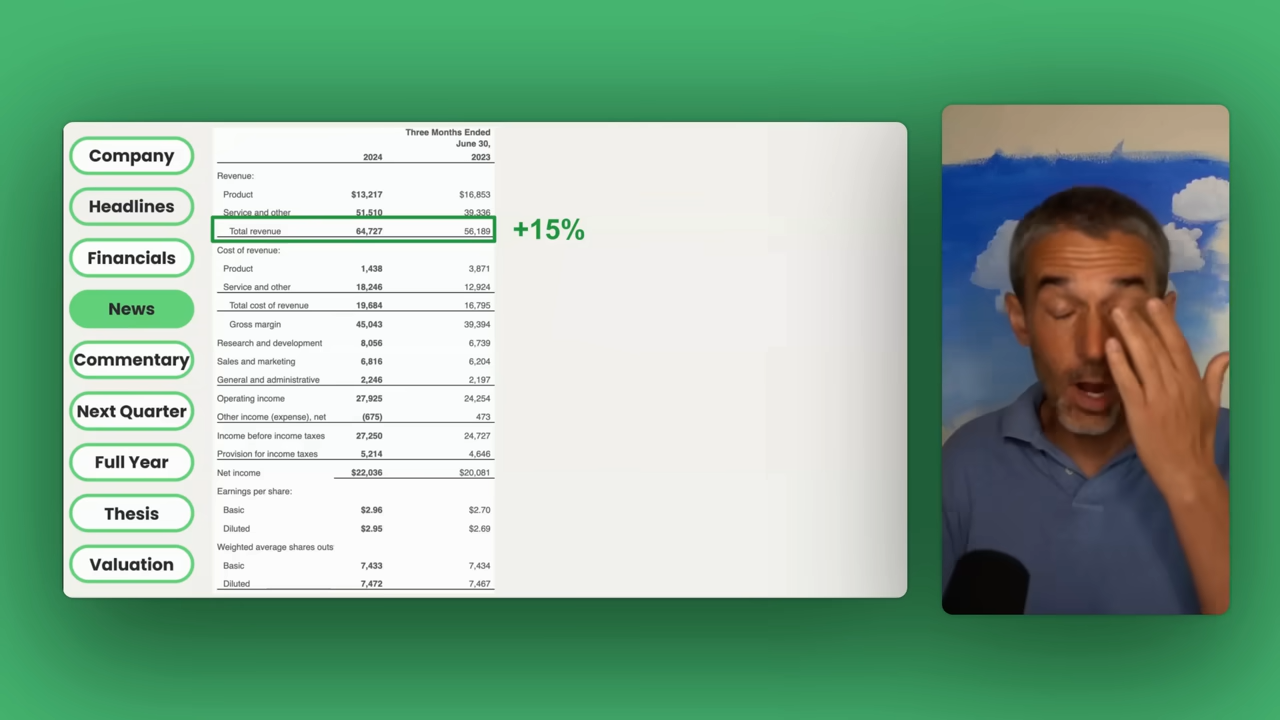 Company
Headlines
Financials
News
Commentary
Next Quarter
Full Year
Thesis
Valuation
Three Months Ended
June 30,
2024 2023
Revenue:
Product $13,217 $16,853
Service and other 51,510 39,336
Total revenue 64,727 56,189 +15%
Cost of revenue:
Product 1,438 3,871
Service and other 18,246 12,924
Total cost of revenue 19,684 16,795
Gross margin 45,043 39,394
Research and development 8,056 6,739
Sales and marketing 6,816 6,204
General and administrative 2,246 2,197
Operating income 27,925 24,254
Other income (expense), net (675) 473
Income before income taxes 27,250 24,727
Provision for income taxes 5,214 4,646
Net income $22,036 $20,081
Earnings per share:
Basic $2.96 $2.70
Diluted $2.95 $2.69
Weighted average shares outs
Basic 7,433 7,434
Diluted 7,472 7,467